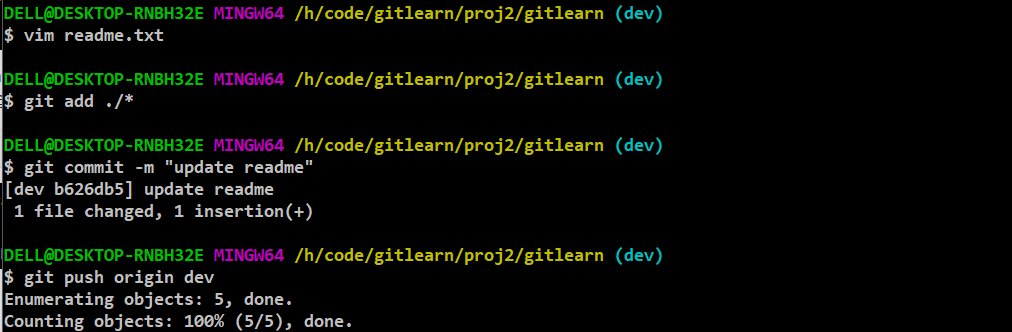 DELL@DESKTOP-RNBH32E MINGW64 /h/code/gitlearn/proj2/gitlearn (dev)
$ vim readme.txt
DELL@DESKTOP-RNBH32E MINGW64 /h/code/gitlearn/proj2/gitlearn (dev)
$ git add ./*
DELL@DESKTOP-RNBH32E MINGW64 /h/code/gitlearn/proj2/gitlearn (dev)
$ git commit -m "update readme"
[dev b626db5] update readme
 1 file changed, 1 insertion(+)
DELL@DESKTOP-RNBH32E MINGW64 /h/code/gitlearn/proj2/gitlearn (dev)
$ git push origin dev
Enumerating objects: 5, done.
Counting objects: 100% (5/5), done.